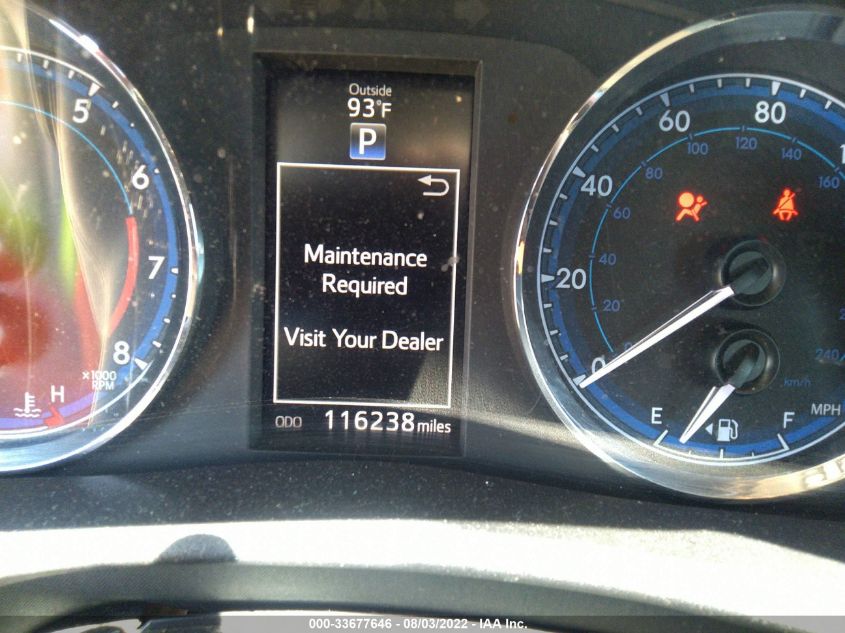 Outside
93°F
P
Maintenance
Required
Visit Your Dealer
ODO 116238 miles
5
6
7
8
x1000
RPM
H
0
20
40
60
80
20
40
60
80
100
120
140
160
240
km/h
MPH
E
F
000-33677646 - 08/03/2022 - IAA Inc.